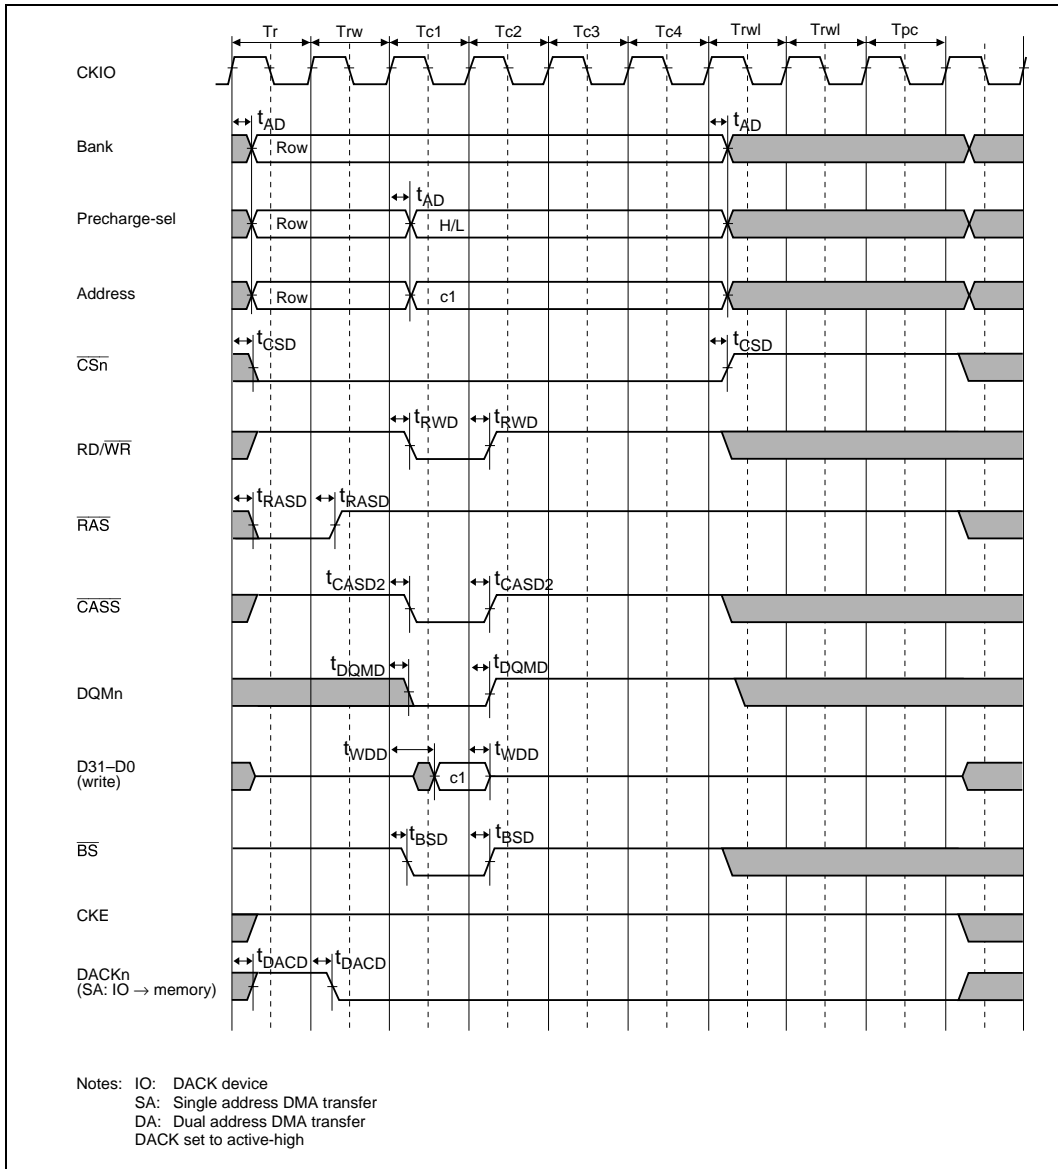 Tr Trw Tc1 Tc2 Tc3 Tc4 Trwl Trwl Tpc
CKIO
tAD tAD
Bank Row
tAD
Precharge-sel Row H/L
Address Row c1
tCSD tCSD
CSn
tRWD tRWD
RD/WR
tRASD tRASD
RAS
tCASD2 tCASD2
CASS
tDQMD tDQMD
DQMn
tWDD tWDD
D31–D0
(write)
c1
tBSD tBSD
BS
CKE
tDACD tDACD
DACKn
(SA: IO → memory)
Notes: IO: DACK device
SA: Single address DMA transfer
DA: Dual address DMA transfer
DACK set to active-high